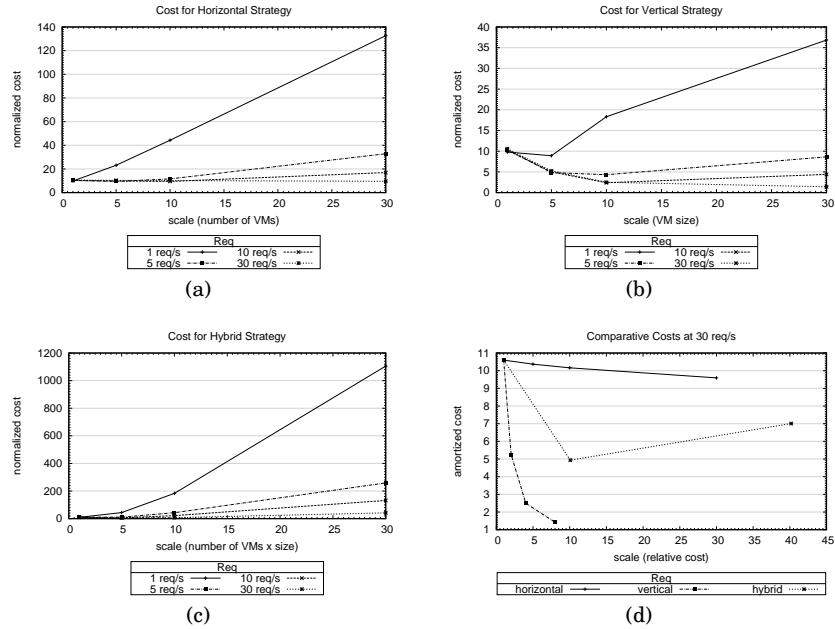 Cost for Horizontal Strategy
140
120
100
80
60
40
20
0
normalized cost
0 5 10 15 20 25 30
scale (number of VMs)
Req
1 req/s 10 req/s
5 req/s 30 req/s
(a)
Cost for Vertical Strategy
40
35
30
25
20
15
10
5
0
normalized cost
0 5 10 15 20 25 30
scale (VM size)
Req
1 req/s 10 req/s
5 req/s 30 req/s
(b)
Cost for Hybrid Strategy
1200
1000
800
600
400
200
0
normalized cost
0 5 10 15 20 25 30
scale (number of VMs x size)
Req
1 req/s 10 req/s
5 req/s 30 req/s
(c)
Comparative Costs at 30 req/s
11
10
9
8
7
6
5
4
3
2
1
amortized cost
0 5 10 15 20 25 30 35 40 45
scale (relative cost)
Req
horizontal vertical hybrid
(d)